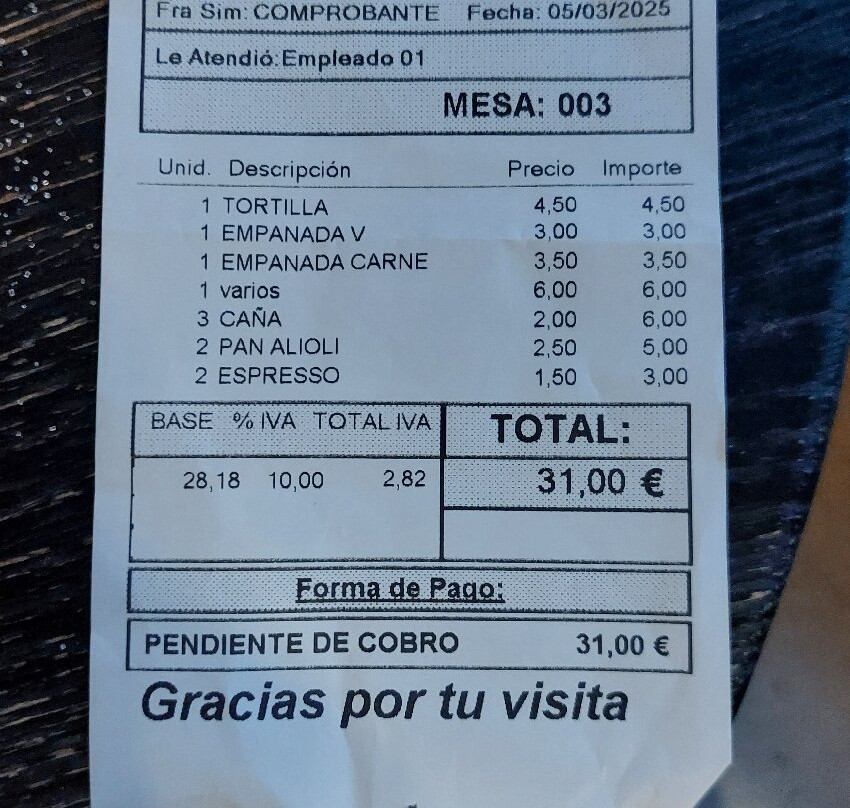 Fra Sim: COMPROBANTE Fecha: 05/03/2025
Le Atendió: Empleado 01
MESA: 003
Unid. Descripción Precio Importe
1 TORTILLA 4,50 4,50
1 EMPANADA V 3,00 3,00
1 EMPANADA CARNE 3,50 3,50
1 varios 6,00 6,00
3 CAÑA 2,00 6,00
2 PAN ALIOLI 2,50 5,00
2 ESPRESSO 1,50 3,00
BASE % IVA TOTAL IVA TOTAL:
28,18 10,00 2,82 31,00 €
Forma de Pago:
PENDIENTE DE COBRO 31,00 €
Gracias por tu visita